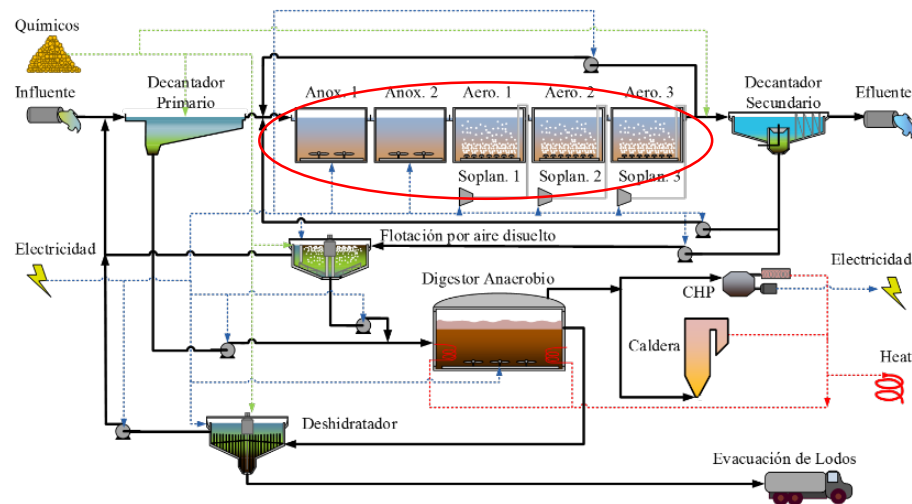 Químicos
Influente
Decantador
Primario
Anox. 1
Anox. 2
Aero. 1
Aero. 2
Aero. 3
Decantador
Secundario
Efluente
Soplan. 1
Soplan. 2
Soplan. 3
Flotación por aire disuelto
Electricidad
Digestor Anaerobio
CHP
Electricidad
Caldera
Heat
Deshidratador
Evacuación de Lodos